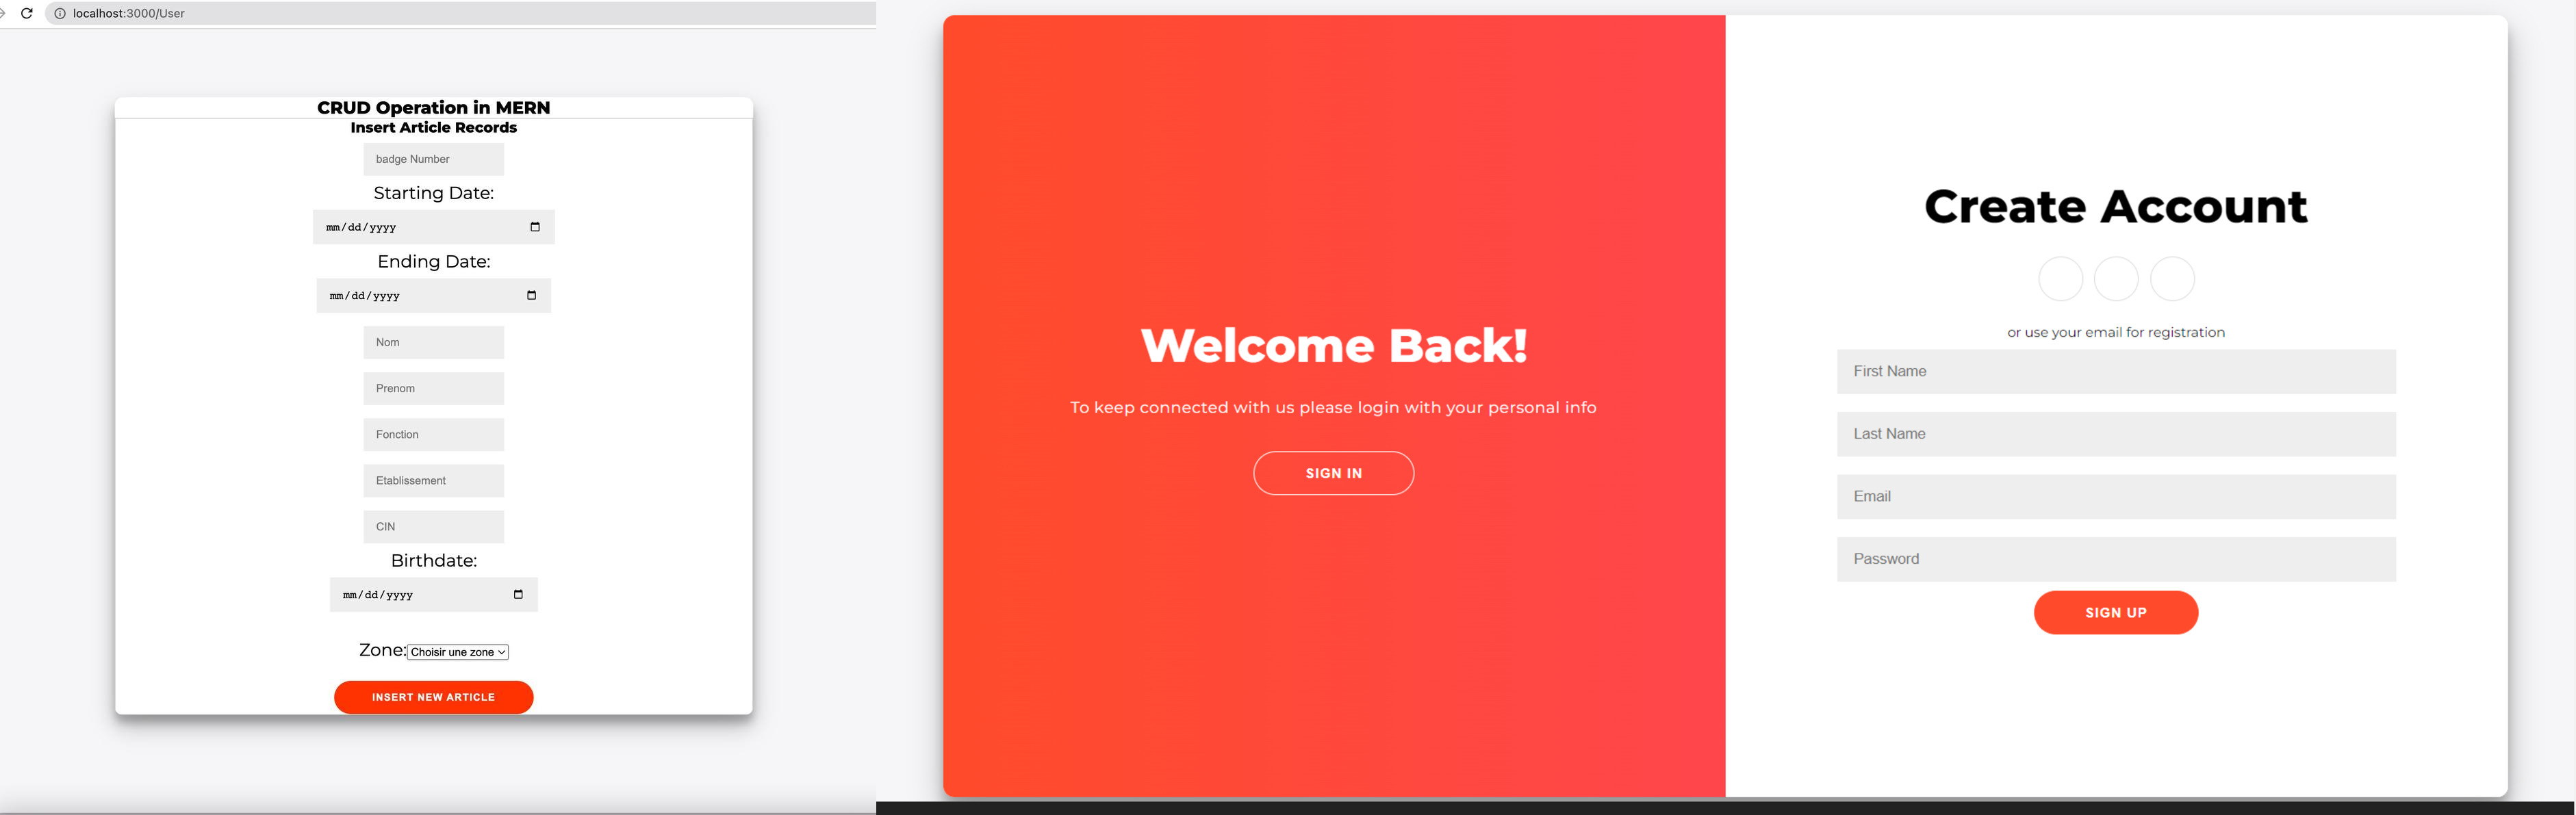 localhost:3000/User
CRUD Operation in MERN
Insert Article Records
badge Number
Starting Date:
mm/dd/yyyy
Ending Date:
mm/dd/yyyy
Nom
Prenom
Fonction
Etablissement
CIN
Birthdate:
mm/dd/yyyy
Zone: Choisir une zone
INSERT NEW ARTICLE
Welcome Back!
To keep connected with us please login with your personal info
SIGN IN
Create Account
or use your email for registration
First Name
Last Name
Email
Password
SIGN UP